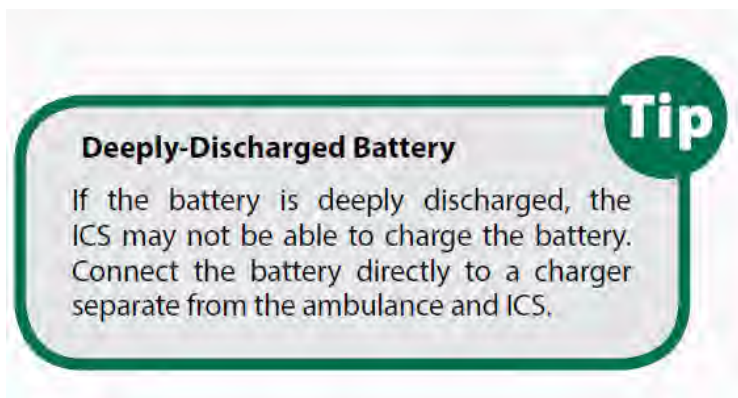 Tip
Deeply-Discharged Battery
If the battery is deeply discharged, the
ICS may not be able to charge the battery.
Connect the battery directly to a charger
separate from the ambulance and ICS.